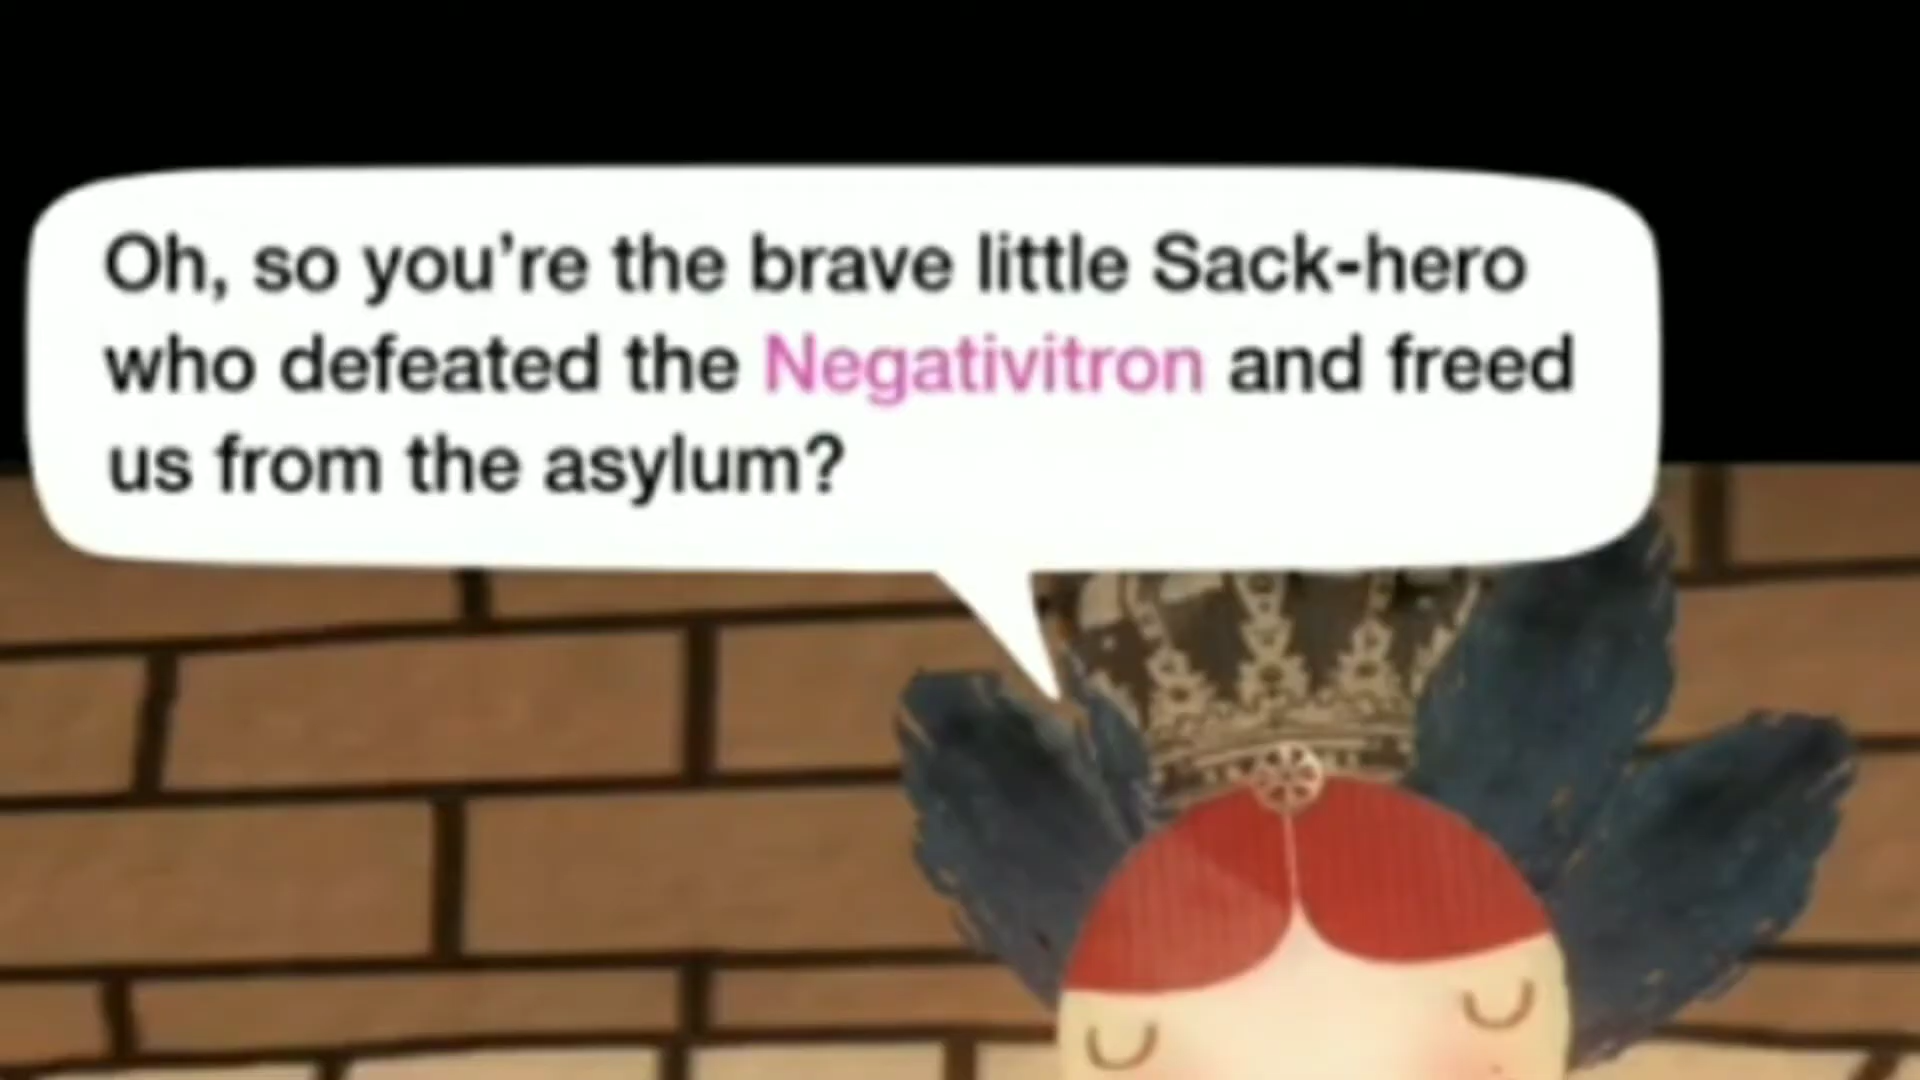 Oh, so you’re the brave little Sack-hero
who defeated the Negativitron and freed
us from the asylum?